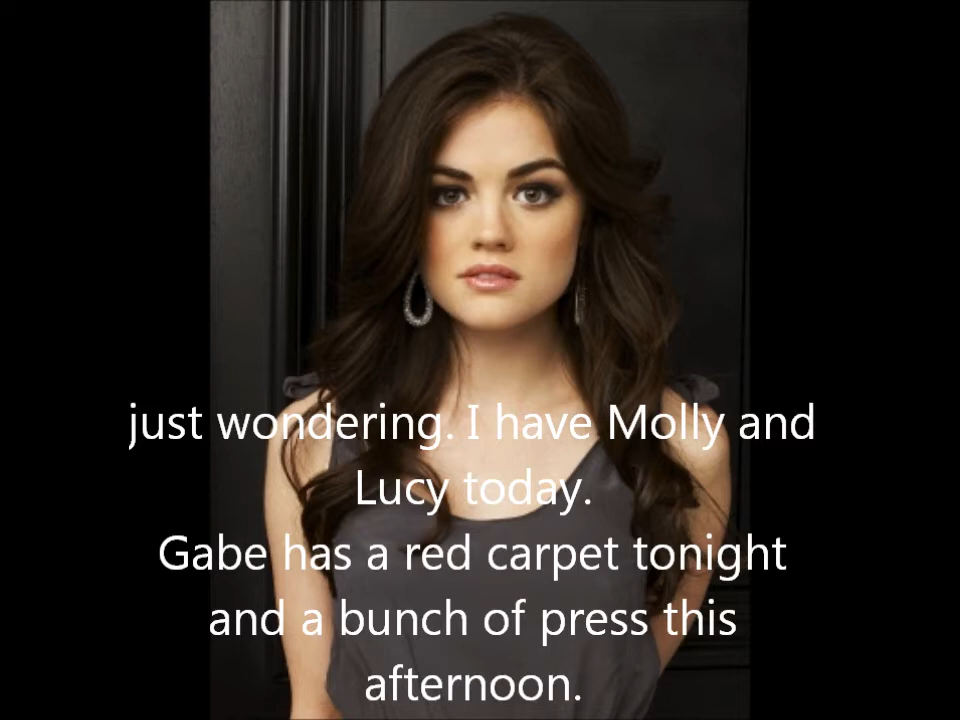 just wondering. I have Molly and
Lucy today.
Gabe has a red carpet tonight
and a bunch of press this
afternoon.